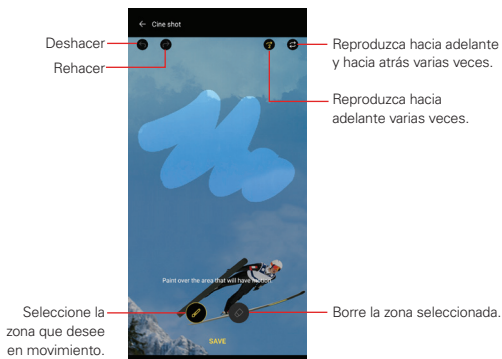 Cine shot
Deshacer
Rehacer
Reproduzca hacia adelante
y hacia atrás varias veces.
Reproduzca hacia
adelante varias veces.
Paint over the area that will have motion.
Seleccione la
zona que desee
en movimiento.
Borre la zona seleccionada.
SAVE